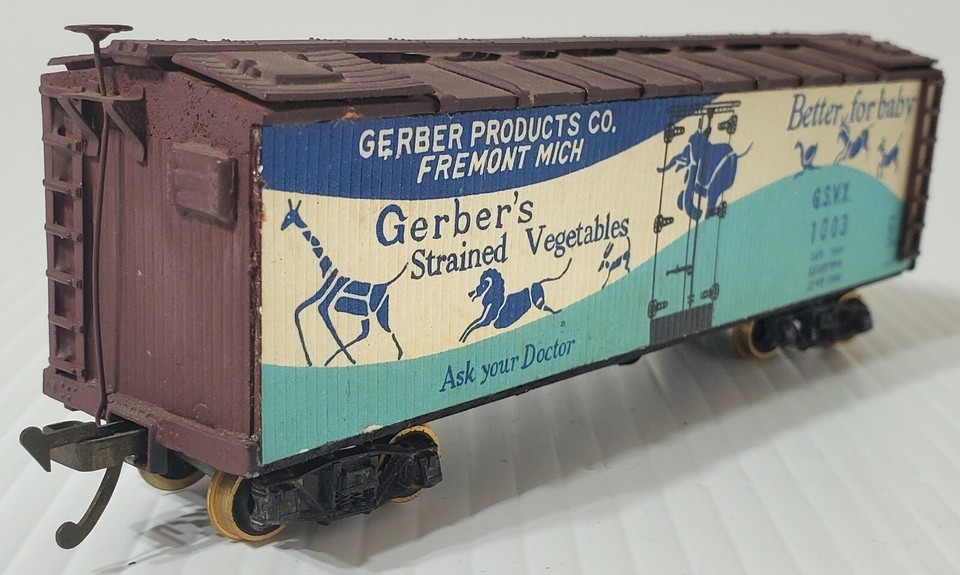 GERBER PRODUCTS CO.
FREMONT MICH
Gerber's
Strained Vegetables
Ask your Doctor
Better for baby
G.S.V.X.
1003